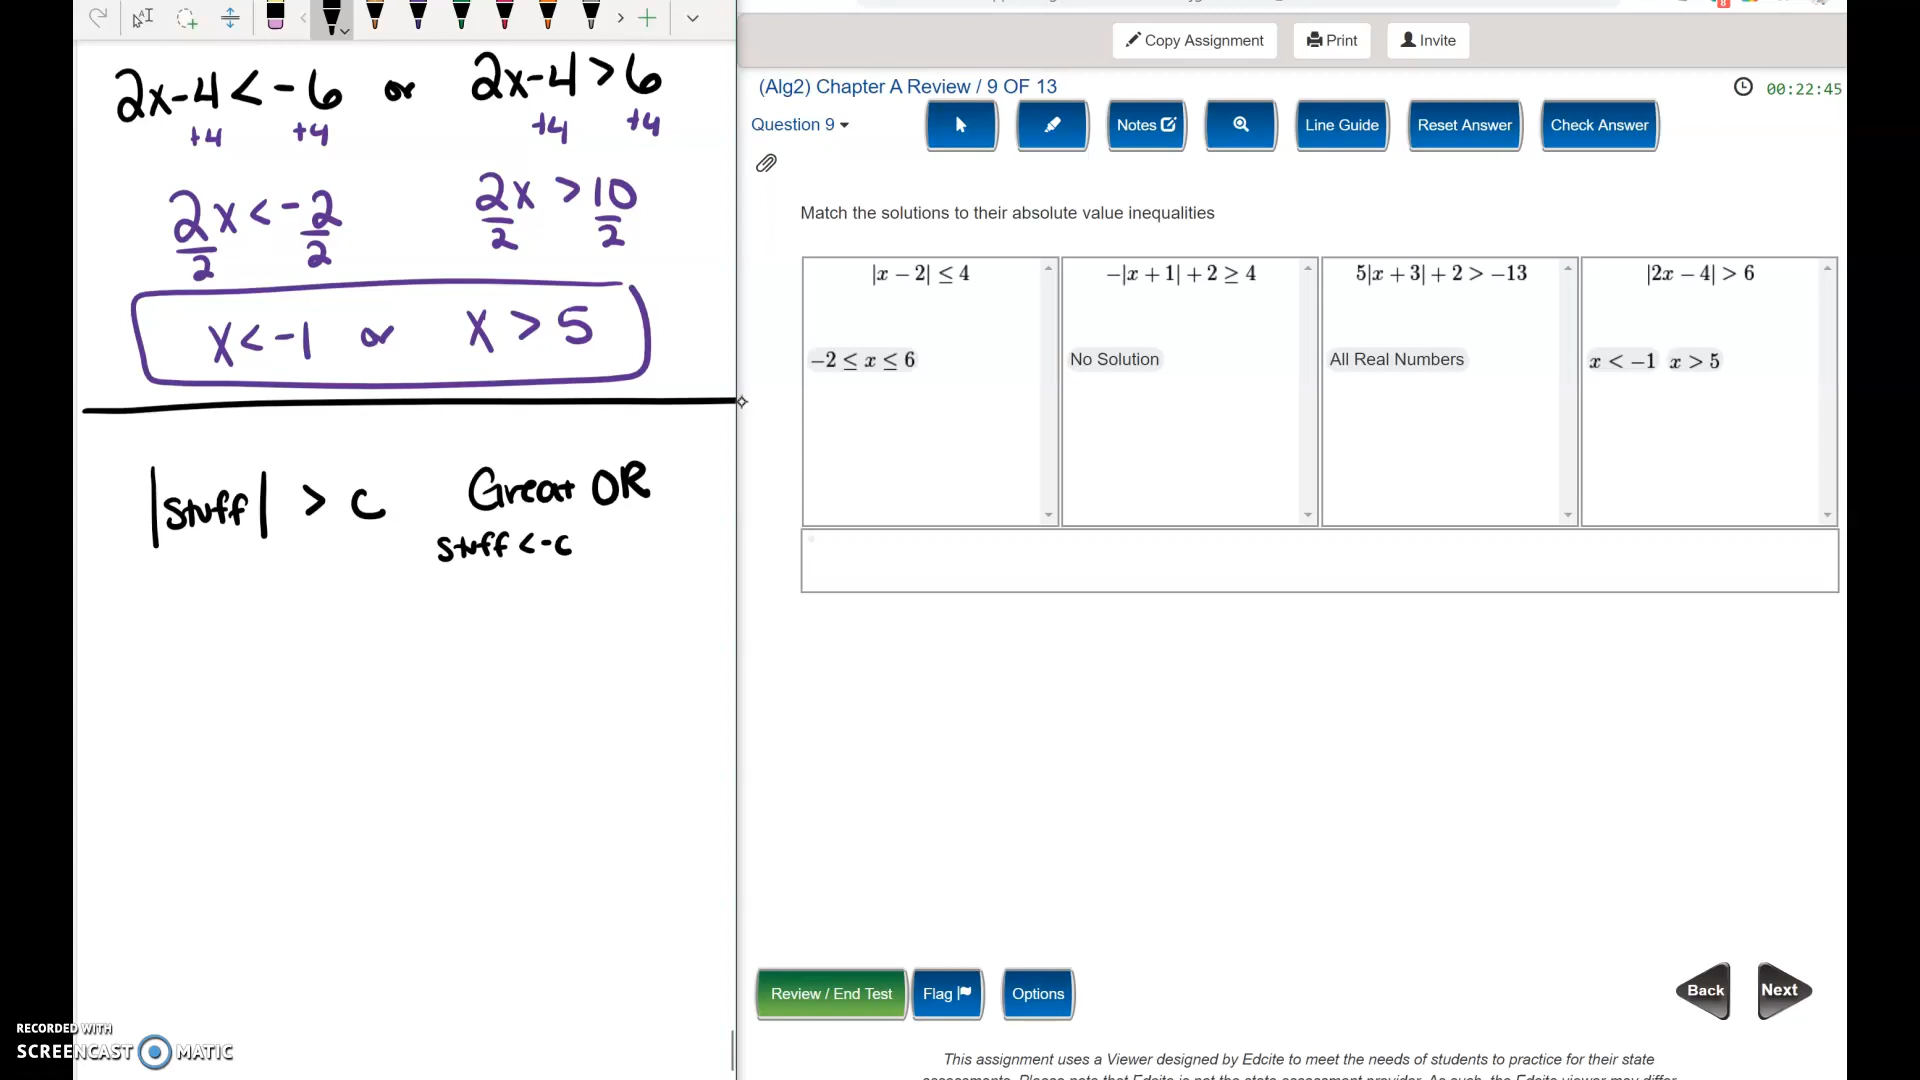 2x-4<-6 or 2x-4>6
+4 +4 +4 +4
2x<-2 2x>10
2 2 2 2
x<-1 or x>5
|stuff| > c Great OR
stuff<-c
RECORDED WITH
SCREENCAST MATIC
Copy Assignment Print Invite
(Alg2) Chapter A Review / 9 OF 13
00:22:45
Question 9
Notes
Line Guide
Reset Answer
Check Answer
Match the solutions to their absolute value inequalities
|x − 2| ≤ 4
−|x + 1| + 2 ≥ 4
5|x + 3| + 2 > −13
|2x − 4| > 6
−2 ≤ x ≤ 6
No Solution
All Real Numbers
x < −1 x > 5
Review / End Test
Flag
Options
Back
Next
This assignment uses a Viewer designed by Edcite to meet the needs of students to practice for their state